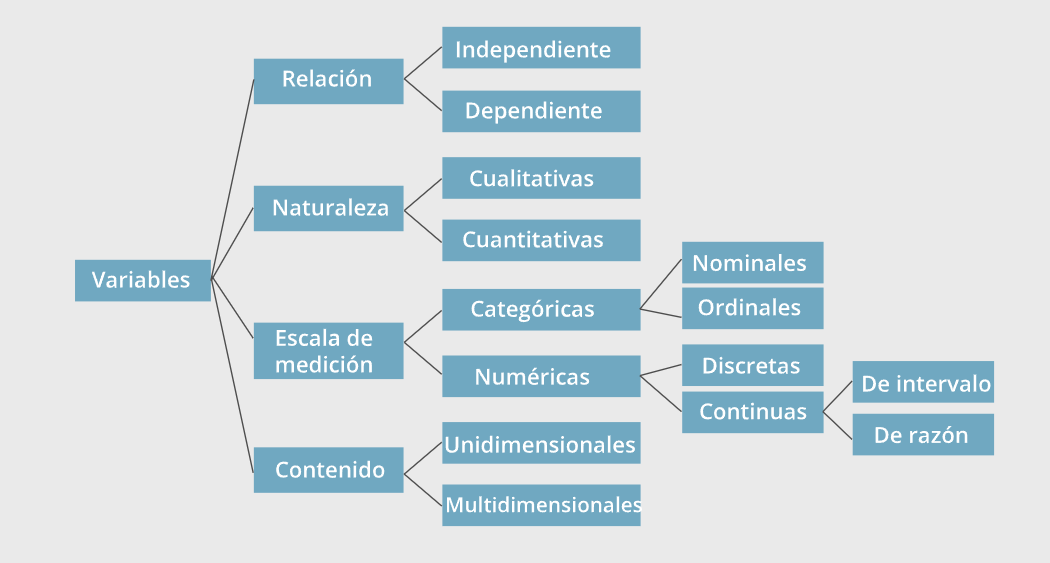 Variables
Relación
Independiente
Dependiente
Naturaleza
Cualitativas
Cuantitativas
Escala de
medición
Categóricas
Nominales
Ordinales
Numéricas
Discretas
Continuas
De intervalo
De razón
Contenido
Unidimensionales
Multidimensionales